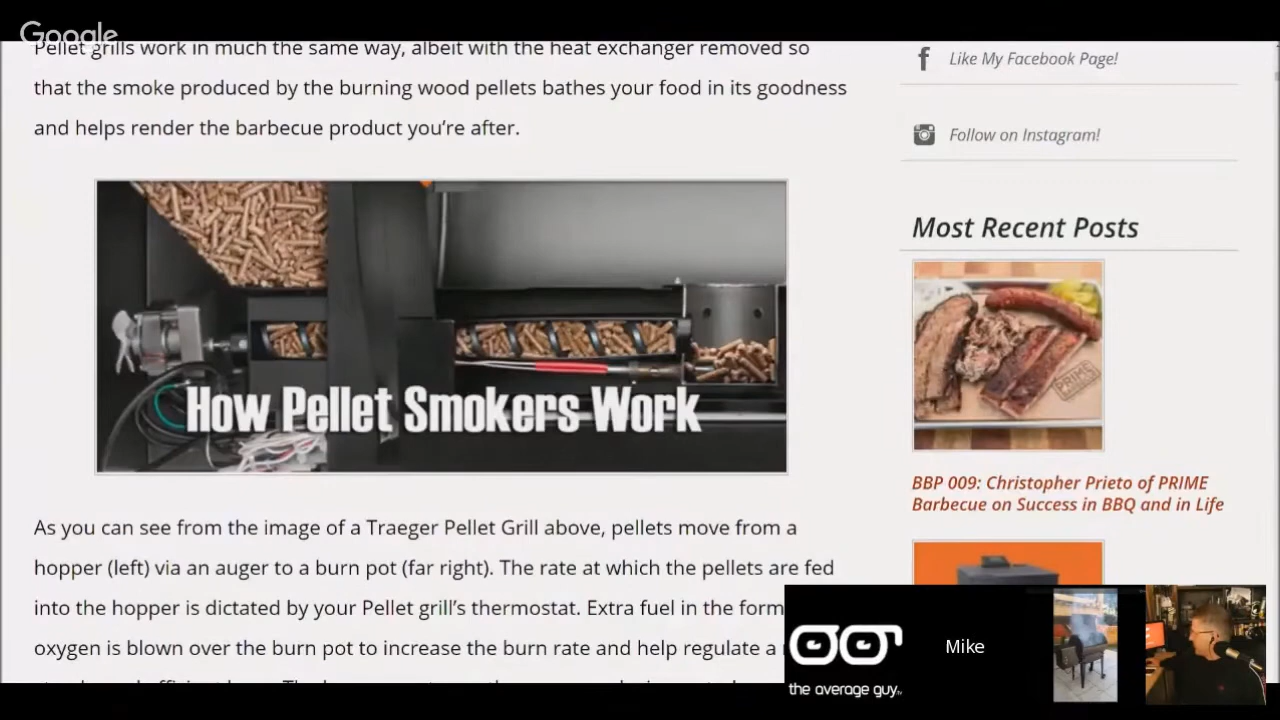 Google
Pellet grills work in much the same way, albeit with the heat exchanger removed so
that the smoke produced by the burning wood pellets bathes your food in its goodness
and helps render the barbecue product you're after.
How Pellet Smokers Work
As you can see from the image of a Traeger Pellet Grill above, pellets move from a
hopper (left) via an auger to a burn pot (far right). The rate at which the pellets are fed
into the hopper is dictated by your Pellet grill's thermostat. Extra fuel in the form
oxygen is blown over the burn pot to increase the burn rate and help regulate a
Like My Facebook Page!
Follow on Instagram!
Most Recent Posts
PRIME
BBP 009: Christopher Prieto of PRIME
Barbecue on Success in BBQ and in Life
the average guy.tv
Mike